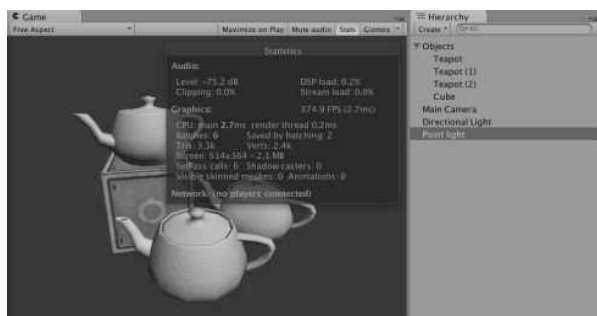 Game
Free Aspect Maximize on Play Mute audio Stats Gizmos
Statistics
Audio:
Level: -75.2 dB DSP load: 0.2%
Clipping: 0.0% Stream load: 0.0%
Graphics: 374.9 FPS (2.7ms)
CPU: main 2.7ms render thread 0.2ms
Batches: 6 Saved by batching: 2
Tris: 3.3k Verts: 2.4k
Screen: 514x364 - 2.1 MB
SetPass calls: 6 Shadow casters: 0
Visible skinned meshes: 0 Animations: 0
Network: (no players connected)
Hierarchy
Create
Objects
Teapot
Teapot (1)
Teapot (2)
Cube
Main Camera
Directional Light
Point light